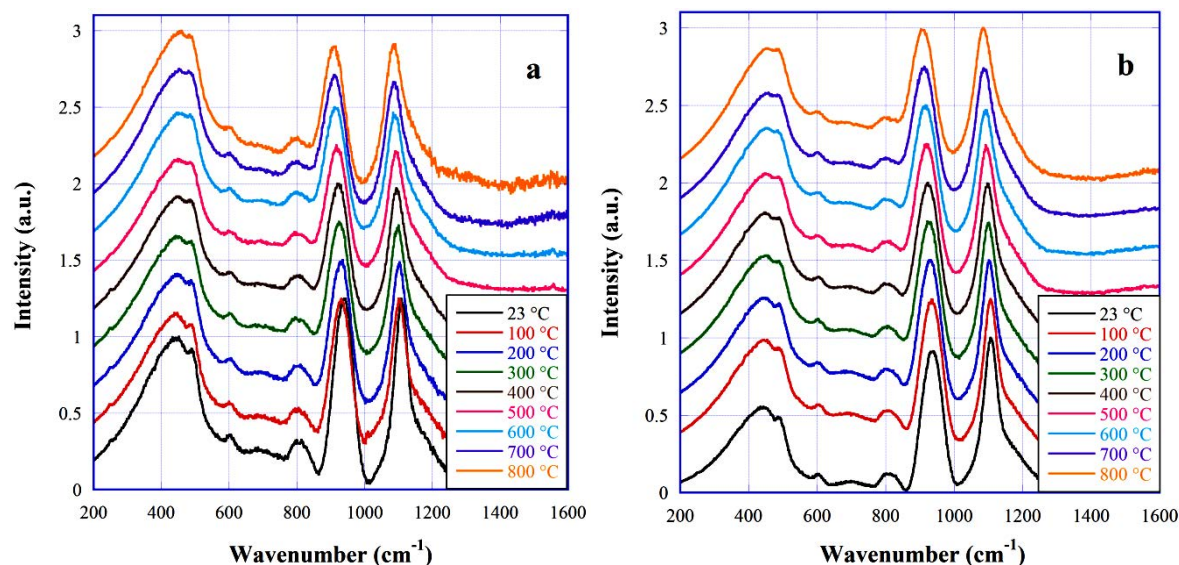 a
3
2.5
2
1.5
1
0.5
0
Intensity (a.u.)
23 °C
100 °C
200 °C
300 °C
400 °C
500 °C
600 °C
700 °C
800 °C
200 400 600 800 1000 1200 1400 1600
Wavenumber (cm⁻¹)
b
3
2.5
2
1.5
1
0.5
0
Intensity (a.u.)
23 °C
100 °C
200 °C
300 °C
400 °C
500 °C
600 °C
700 °C
800 °C
200 400 600 800 1000 1200 1400 1600
Wavenumber (cm⁻¹)